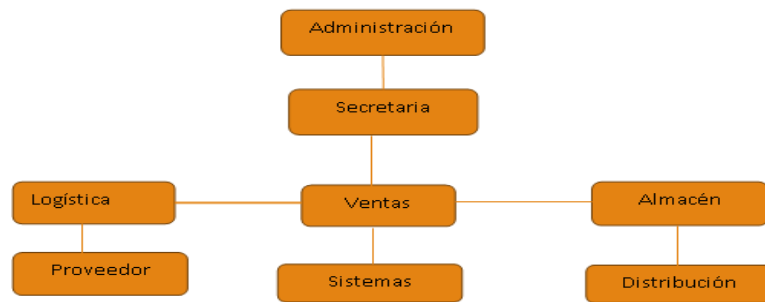 Administración
Secretaria
Logística
Ventas
Almacén
Proveedor
Sistemas
Distribución